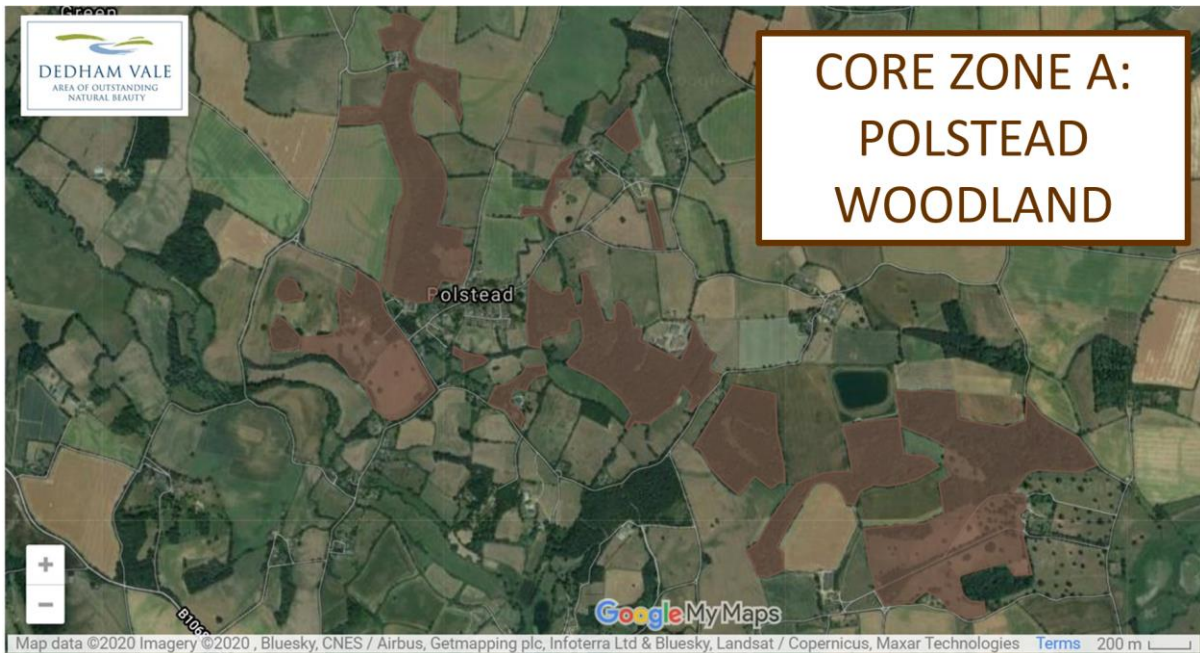 Green
DEDHAM VALE
AREA OF OUTSTANDING
NATURAL BEAUTY
CORE ZONE A:
POLSTEAD
WOODLAND
Polstead
+
−
Google My Maps
Map data ©2020 Imagery ©2020 , Bluesky, CNES / Airbus, Getmapping plc, Infoterra Ltd & Bluesky, Landsat / Copernicus, Maxar Technologies Terms 200 m